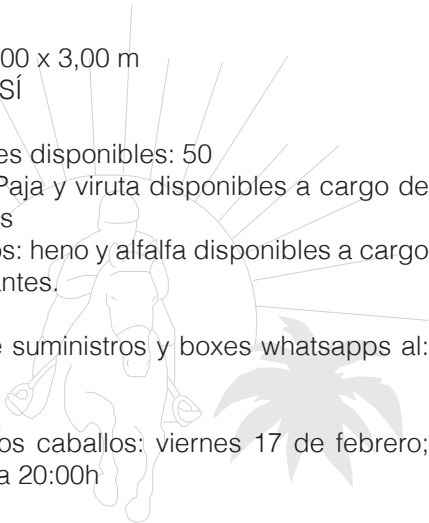 00 x 3,00 m
SÍ
es disponibles: 50
Paja y viruta disponibles a cargo de
s
os: heno y alfalfa disponibles a cargo
antes.
e suministros y boxes whatsapps al:
os caballos: viernes 17 de febrero;
a 20:00h